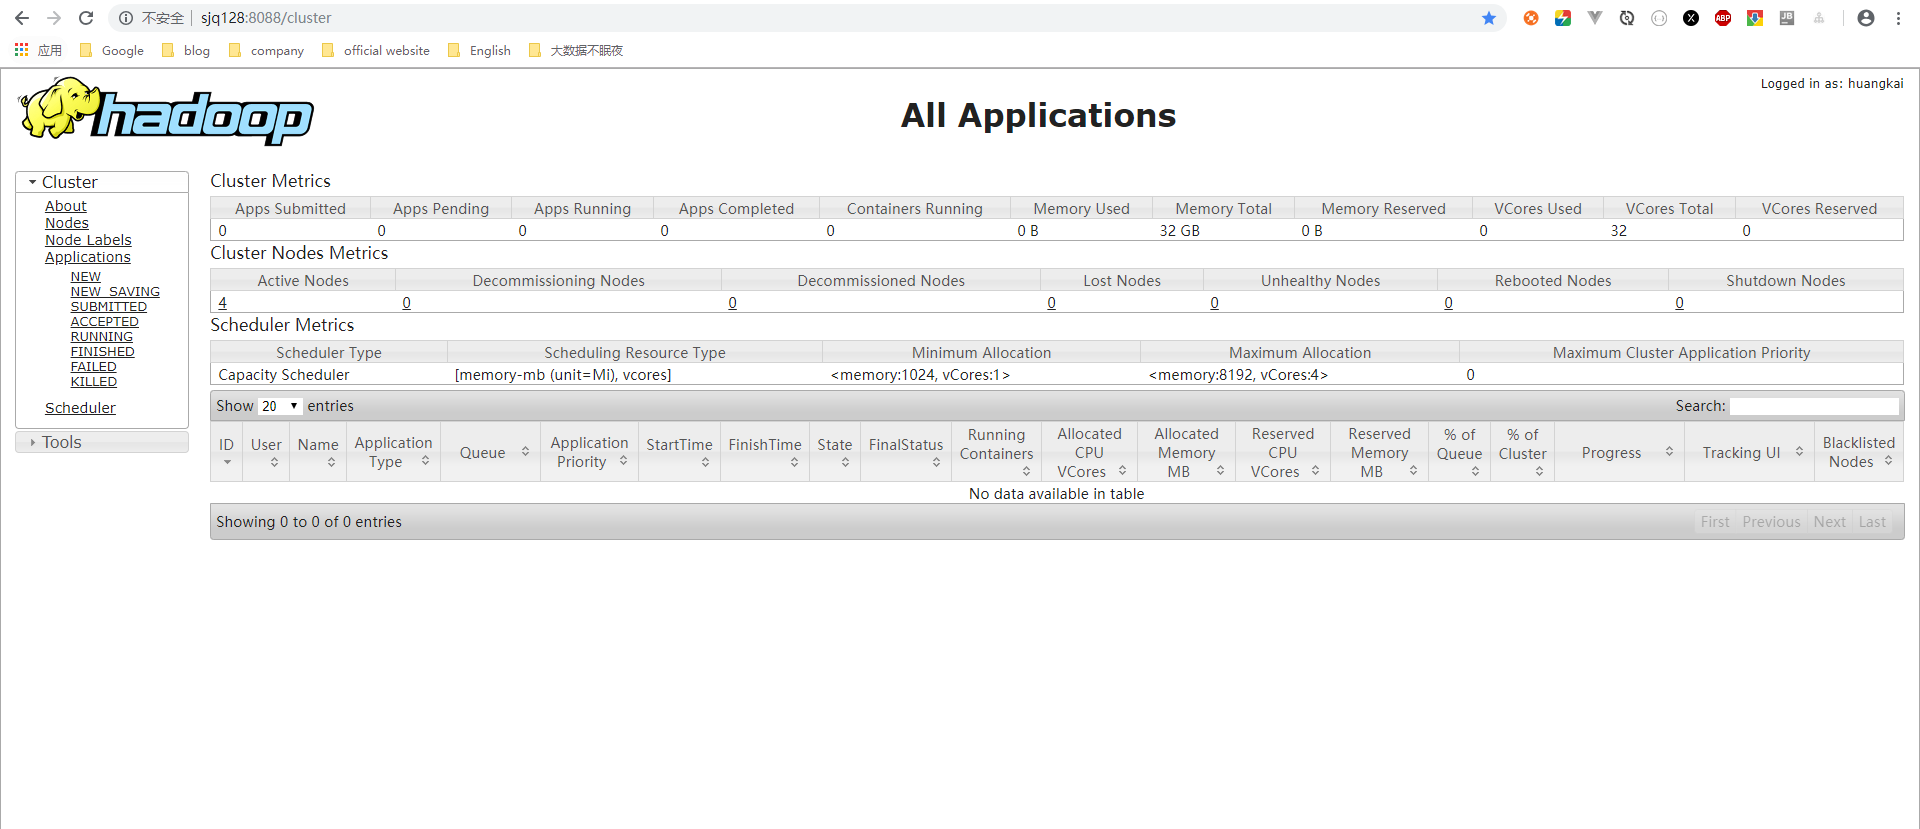 不安全 sjq128:8088/cluster
应用 Google blog company official website English 大数据不眠夜
Logged in as: huangkai
hadoop
All Applications
Cluster
About
Nodes
Node Labels
Applications
NEW
NEW_SAVING
SUBMITTED
ACCEPTED
RUNNING
FINISHED
FAILED
KILLED
Scheduler
Tools
Cluster Metrics
Apps Submitted Apps Pending Apps Running Apps Completed Containers Running Memory Used Memory Total Memory Reserved VCores Used VCores Total VCores Reserved
0 0 0 0 0 0 B 32 GB 0 B 0 32 0
Cluster Nodes Metrics
Active Nodes Decommissioning Nodes Decommissioned Nodes Lost Nodes Unhealthy Nodes Rebooted Nodes Shutdown Nodes
4 0 0 0 0 0 0
Scheduler Metrics
Scheduler Type Scheduling Resource Type Minimum Allocation Maximum Allocation Maximum Cluster Application Priority
Capacity Scheduler [memory-mb (unit=Mi), vcores] <memory:1024, vCores:1> <memory:8192, vCores:4> 0
Show 20 entries Search:
ID User Name Application Type Queue Application Priority StartTime FinishTime State FinalStatus Running Containers Allocated CPU VCores Allocated Memory MB Reserved CPU VCores Reserved Memory MB % of Queue % of Cluster Progress Tracking UI Blacklisted Nodes
No data available in table
Showing 0 to 0 of 0 entries First Previous Next Last
ABP
JB